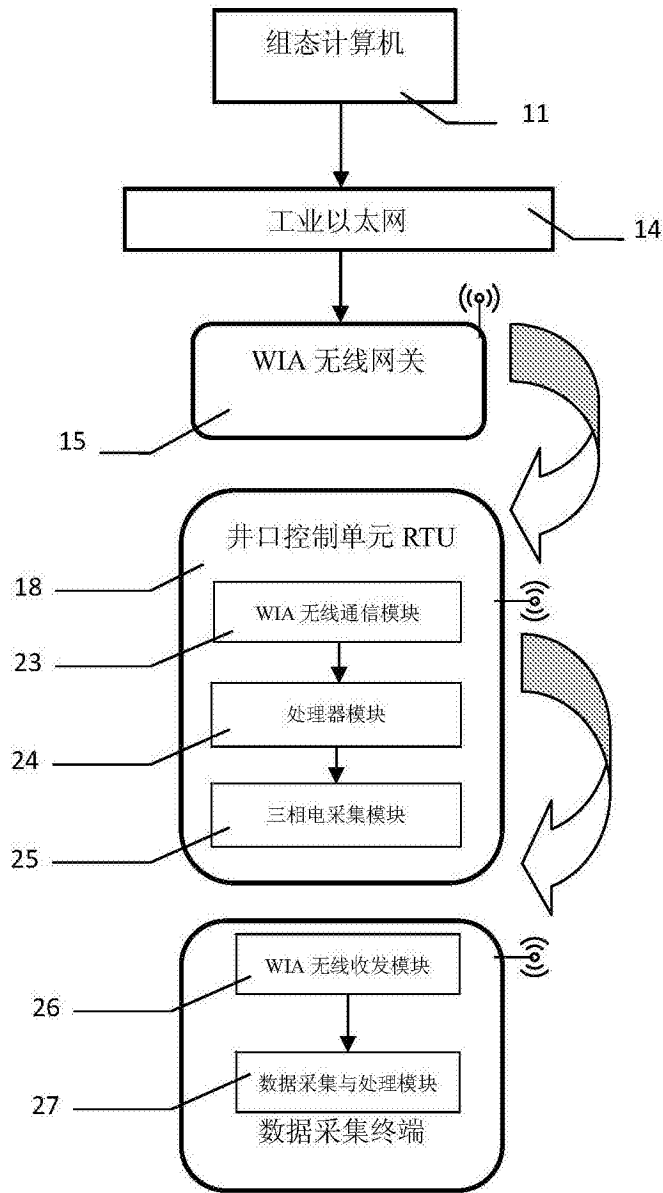 组态计算机
11
工业以太网
14
WIA 无线网关
15
井口控制单元 RTU
18
WIA 无线通信模块
23
处理器模块
24
三相电采集模块
25
WIA 无线收发模块
26
数据采集与处理模块
27
数据采集终端